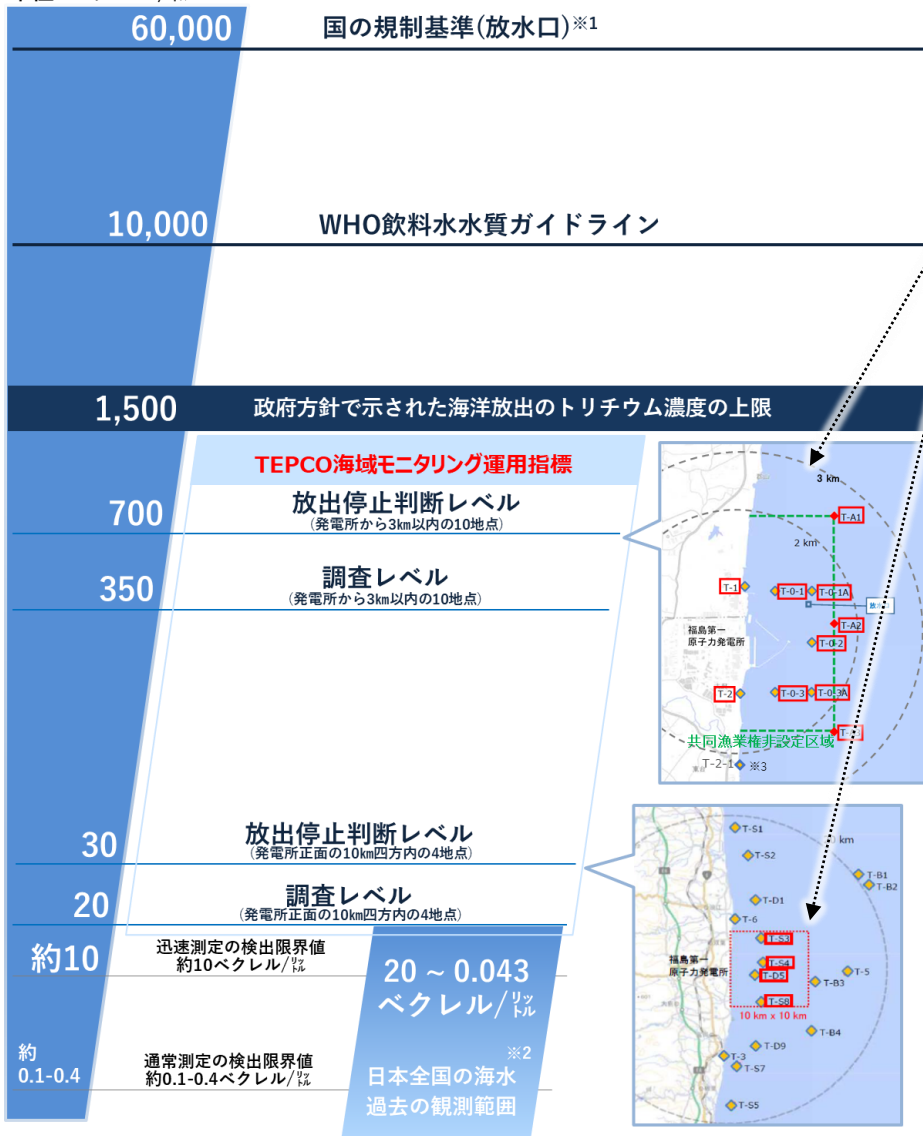 60,000
国の規制基準(放水口)※1
10,000
WHO飲料水水質ガイドライン
1,500
政府方針で示された海洋放出のトリチウム濃度の上限
TEPCO海域モニタリング運用指標
700
放出停止判断レベル
(発電所から3km以内の10地点)
350
調査レベル
(発電所から3km以内の10地点)
3 km
T-A1
2 km
T-1
T-0-1
T-0-1A
放水口
T-A2
福島第一
原子力発電所
T-0-2
T-2
T-0-3
T-0-3A
共同漁業権非設定区域
T-2-1
※3
30
放出停止判断レベル
(発電所正面の10km四方内の4地点)
20
調査レベル
(発電所正面の10km四方内の4地点)
約10
迅速測定の検出限界値
約10ベクレル/㍑
20 ~ 0.043
ベクレル/㍑
※2
日本全国の海水
過去の観測範囲
約
0.1-0.4
通常測定の検出限界値
約0.1-0.4ベクレル/㍑
T-S1
km
T-S2
T-B1
T-B2
T-D1
T-6
T-S3
福島第一
原子力発電所
T-S4
T-D5
T-5
T-B3
T-S8
10 km x 10 km
T-B4
T-D9
T-3
T-S7
T-S5